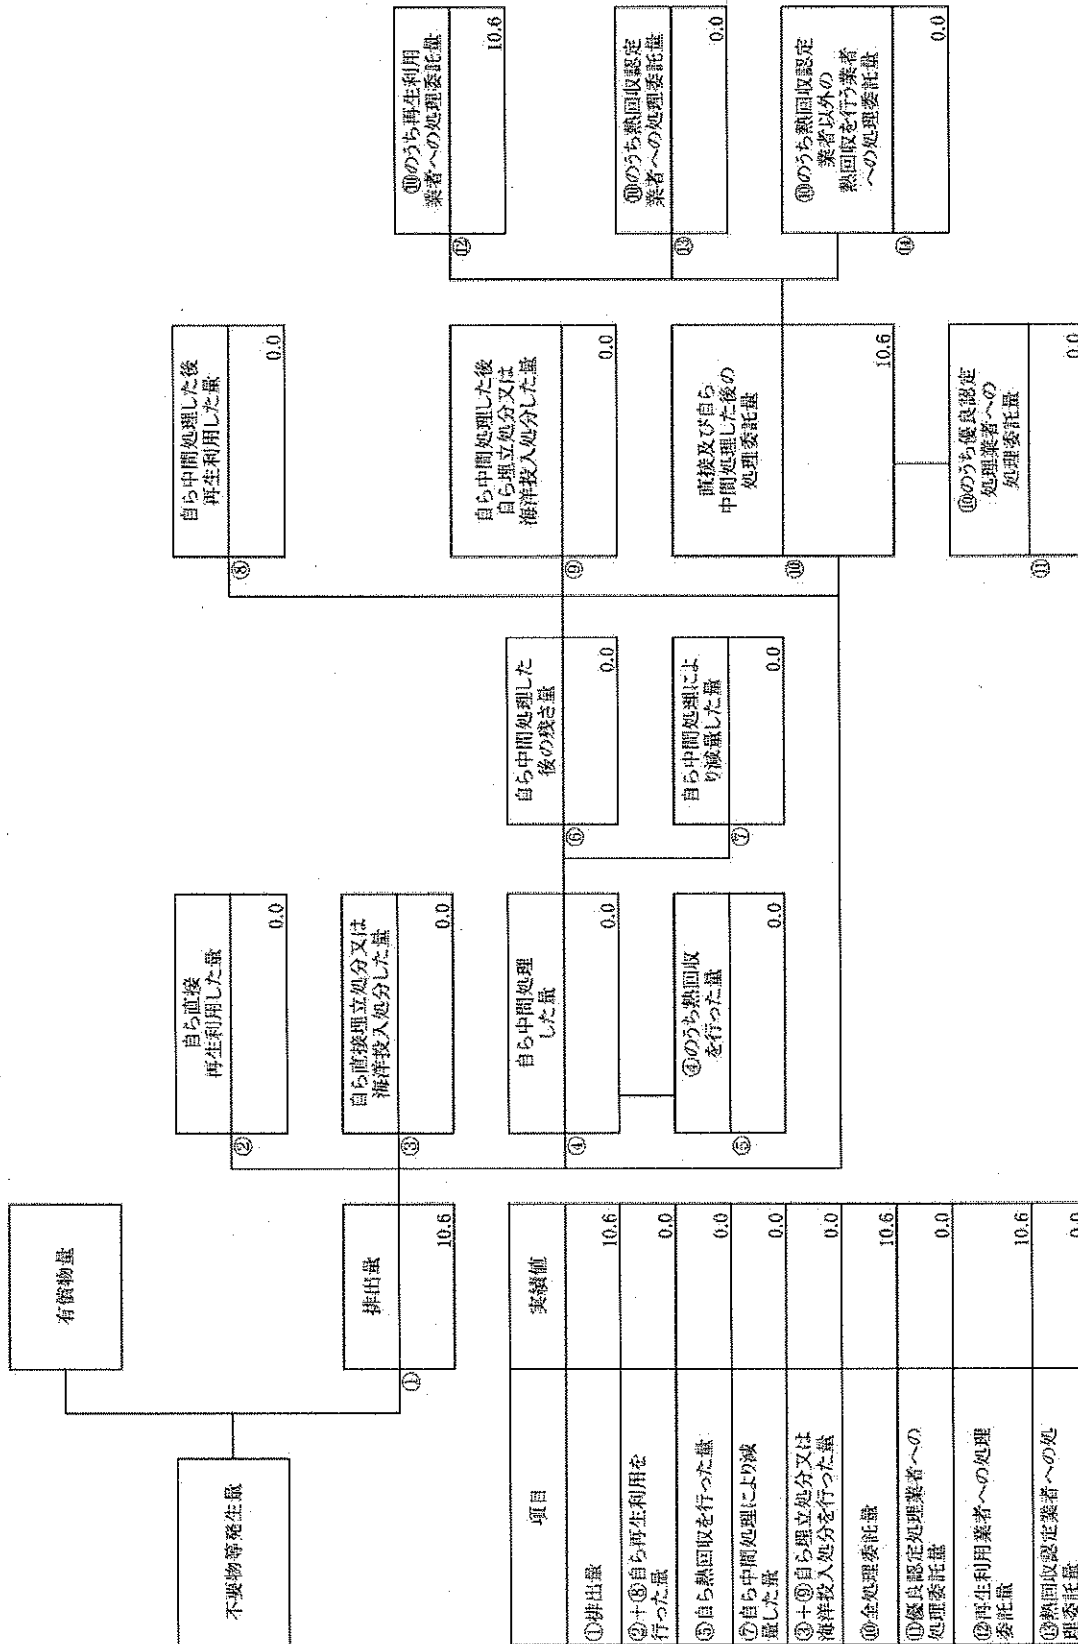 不要物等発生量
有償物量
排出量
①
10.6
自ら直接
再生利用した量
②
0.0
自ら直接埋立処分又は
海洋投入処分した量
③
0.0
自ら中間処理
した量
④
0.0
④のうち熱回収
を行った量
⑤
0.0
自ら中間処理した
後の残さ量
⑥
0.0
自ら中間処理によ
り減量した量
⑦
0.0
自ら中間処理した後
再生利用した量
⑧
0.0
自ら中間処理した後
自ら埋立処分又は
海洋投入処分した量
⑨
0.0
直接及び自ら
中間処理した後の
処理委託量
⑩
10.6
⑩のうち優良認定
処理業者への
処理委託量
⑪
0.0
⑩のうち再生利用
業者への処理委託量
⑫
10.6
⑩のうち熱回収認定
業者への処理委託量
⑬
0.0
⑩のうち熱回収認定
業者以外の
熱回収を行う業者
への処理委託量
⑭
0.0
項目 実績値
①排出量 10.6
②+⑧自ら再生利用を
行った量 0.0
⑤自ら熱回収を行った量 0.0
⑦自ら中間処理により減
量した量 0.0
③+⑨自ら埋立処分又は
海洋投入処分を行った量 0.0
⑩全処理委託量 10.6
⑪優良認定処理業者への
処理委託量 0.0
⑫再生利用業者への処理
委託量 10.6
⑬熱回収認定業者への処
理委託量 0.0